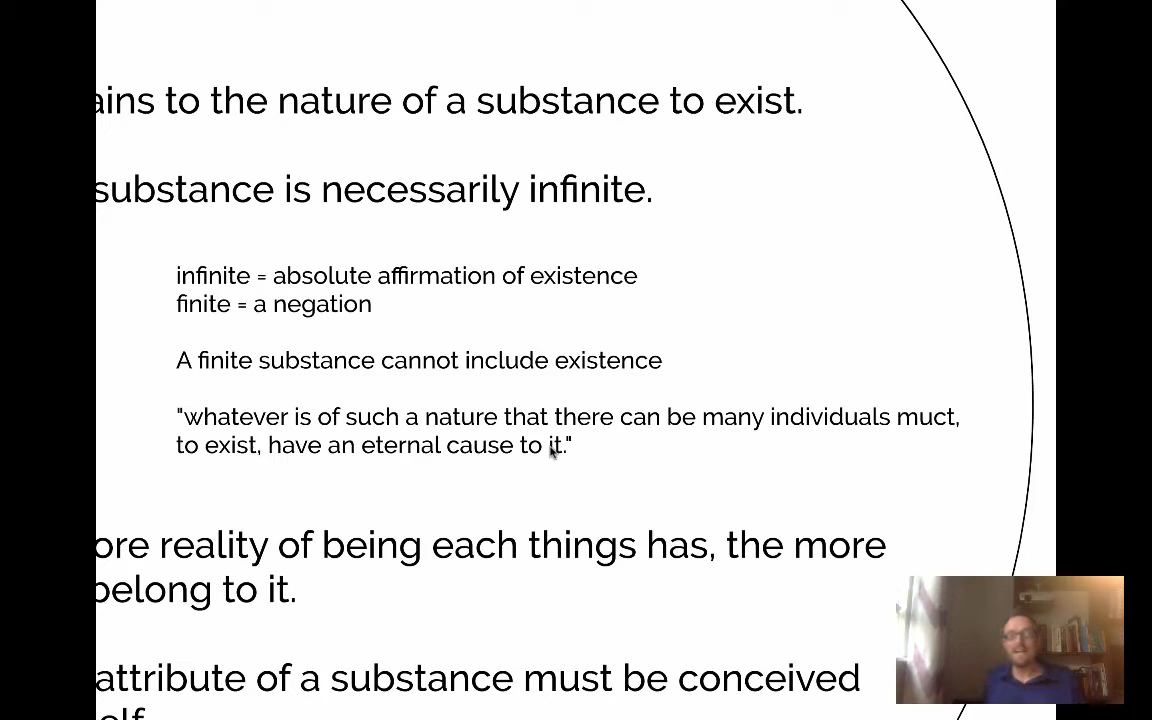 ains to the nature of a substance to exist.
substance is necessarily infinite.
infinite = absolute affirmation of existence
finite = a negation
A finite substance cannot include existence
"whatever is of such a nature that there can be many individuals muct,
to exist, have an eternal cause to it."
ore reality of being each things has, the more
belong to it.
attribute of a substance must be conceived
elf